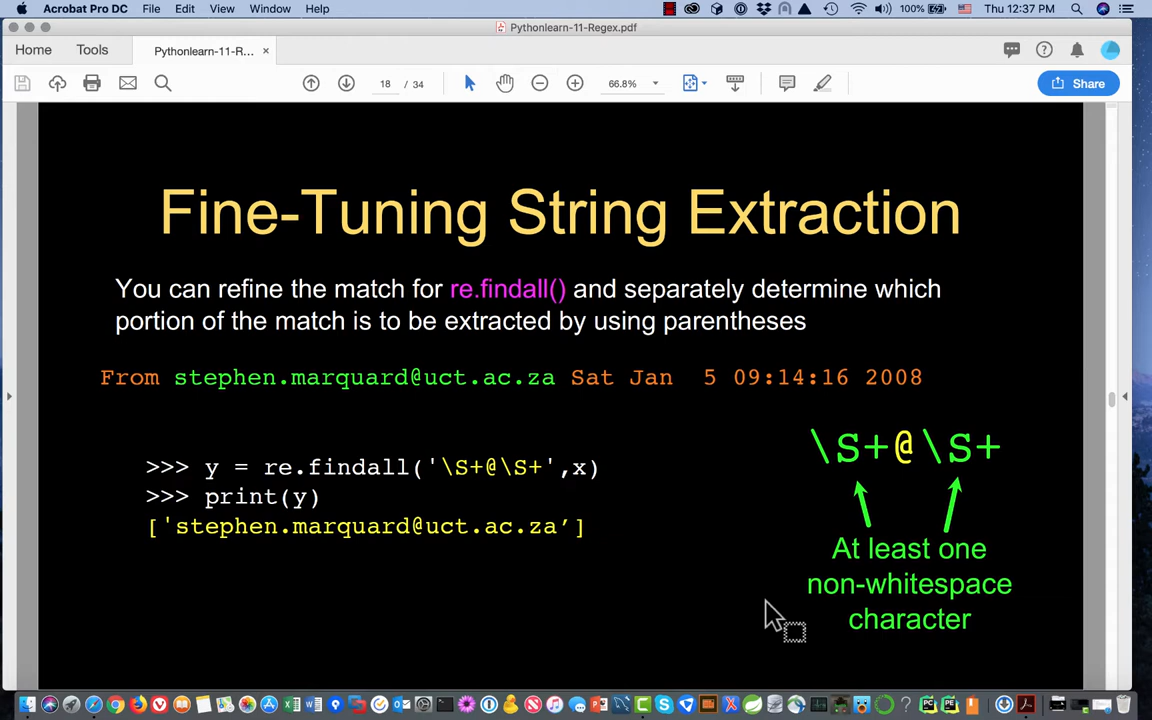 Acrobat Pro DC File Edit View Window Help 100% Thu 12:37 PM
Pythonlearn-11-Regex.pdf
Home Tools Pythonlearn-11-R... ×
18 / 34 66.8% Share
Fine-Tuning String Extraction
You can refine the match for re.findall() and separately determine which
portion of the match is to be extracted by using parentheses
From stephen.marquard@uct.ac.za Sat Jan  5 09:14:16 2008
\S+@\S+
>>> y = re.findall('\S+@\S+',x)
>>> print(y)
['stephen.marquard@uct.ac.za’]
At least one
non-whitespace
character